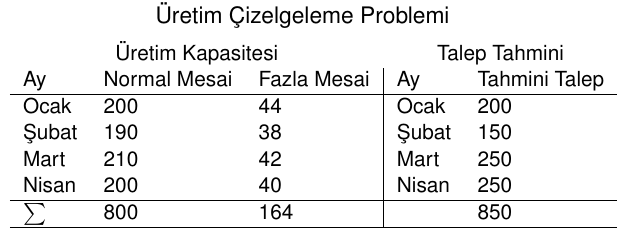 Üretim Çizelgeleme Problemi
Üretim Kapasitesi Talep Tahmini
Ay Normal Mesai Fazla Mesai Ay Tahmini Talep
Ocak 200 44 Ocak 200
Şubat 190 38 Şubat 150
Mart 210 42 Mart 250
Nisan 200 40 Nisan 250
∑ 800 164 850